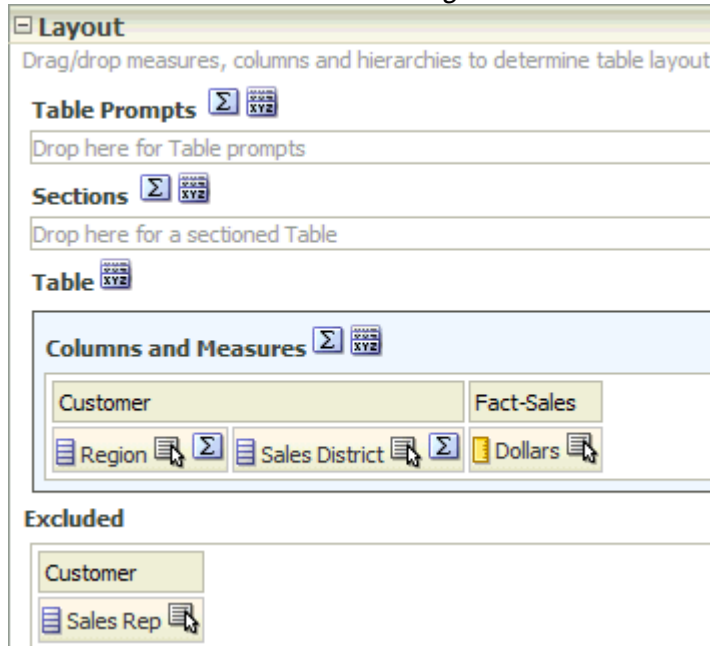 Layout
Drag/drop measures, columns and hierarchies to determine table layout
Table Prompts
Drop here for Table prompts
Sections
Drop here for a sectioned Table
Table
Columns and Measures
Customer Fact-Sales
Region Σ Sales District Σ Dollars
Excluded
Customer
Sales Rep